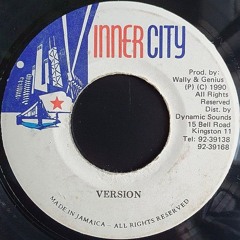 INNER CITY
Prod. by:
Wally & Genius
(P) (C) 1990
All Rights
Reserved
Dist. by
Dynamic Sounds
15 Bell Road
Kingston 11
Tel: 92-39138
92-39168
VERSION
MADE IN JAMAICA - ALL RIGHTS RESERVED